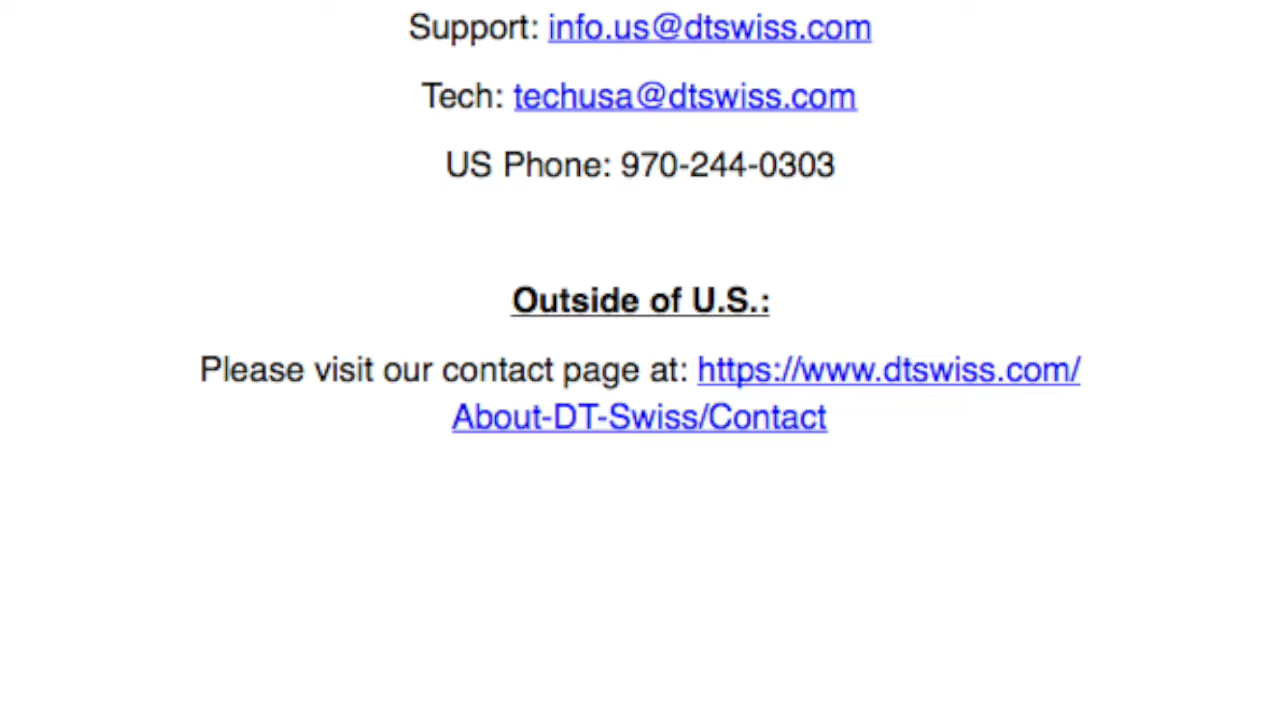 Support: info.us@dtswiss.com
Tech: techusa@dtswiss.com
US Phone: 970-244-0303
Outside of U.S.:
Please visit our contact page at: https://www.dtswiss.com/
About-DT-Swiss/Contact